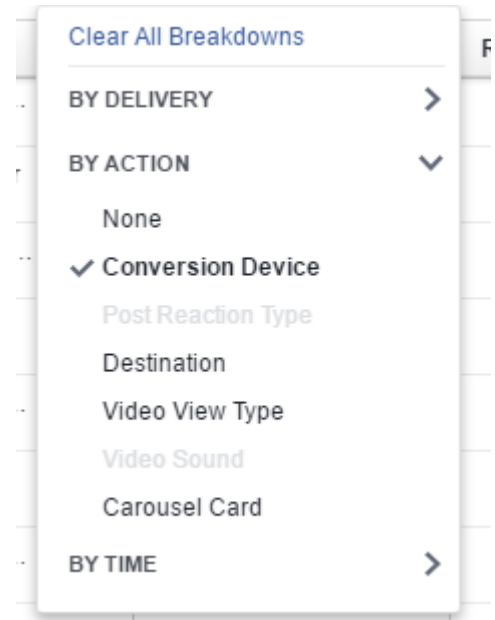 Clear All Breakdowns
R
BY DELIVERY
BY ACTION
None
Conversion Device
Post Reaction Type
Destination
Video View Type
Video Sound
Carousel Card
BY TIME